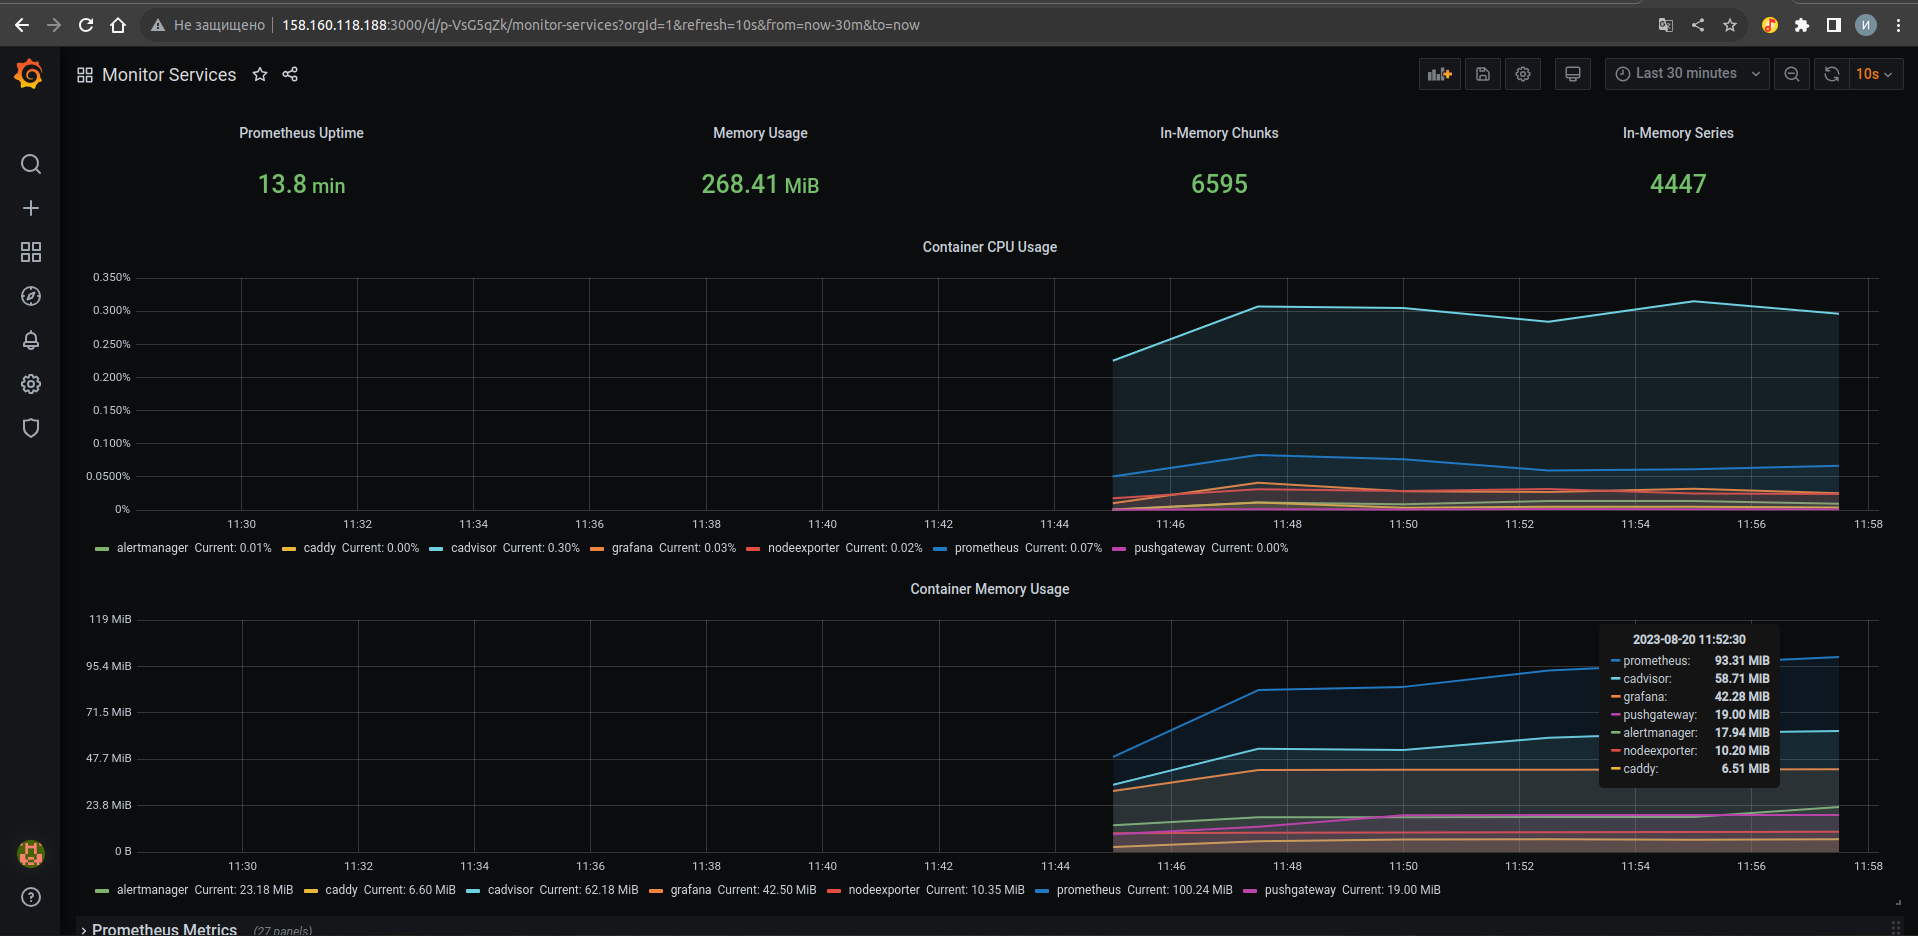 Не защищено 158.160.118.188:3000/d/p-VsG5qZk/monitor-services?orgId=1&refresh=10s&from=now-30m&to=now
И
Monitor Services
Last 30 minutes
10s
Prometheus Uptime
Memory Usage
In-Memory Chunks
In-Memory Series
13.8 min
268.41 MiB
6595
4447
Container CPU Usage
0.350%
0.300%
0.250%
0.200%
0.150%
0.100%
0.0500%
0%
11:30 11:32 11:34 11:36 11:38 11:40 11:42 11:44 11:46 11:48 11:50 11:52 11:54 11:56 11:58
alertmanager Current: 0.01% caddy Current: 0.00% cadvisor Current: 0.30% grafana Current: 0.03% nodeexporter Current: 0.02% prometheus Current: 0.07% pushgateway Current: 0.00%
Container Memory Usage
119 MiB
95.4 MiB
71.5 MiB
47.7 MiB
23.8 MiB
0 B
2023-08-20 11:52:30
prometheus: 93.31 MiB
cadvisor: 58.71 MiB
grafana: 42.28 MiB
pushgateway: 19.00 MiB
alertmanager: 17.94 MiB
nodeexporter: 10.20 MiB
caddy: 6.51 MiB
11:30 11:32 11:34 11:36 11:38 11:40 11:42 11:44 11:46 11:48 11:50 11:52 11:54 11:56 11:58
alertmanager Current: 23.18 MiB caddy Current: 6.60 MiB cadvisor Current: 62.18 MiB grafana Current: 42.50 MiB nodeexporter Current: 10.35 MiB prometheus Current: 100.24 MiB pushgateway Current: 19.00 MiB
Prometheus Metrics (27 panels)